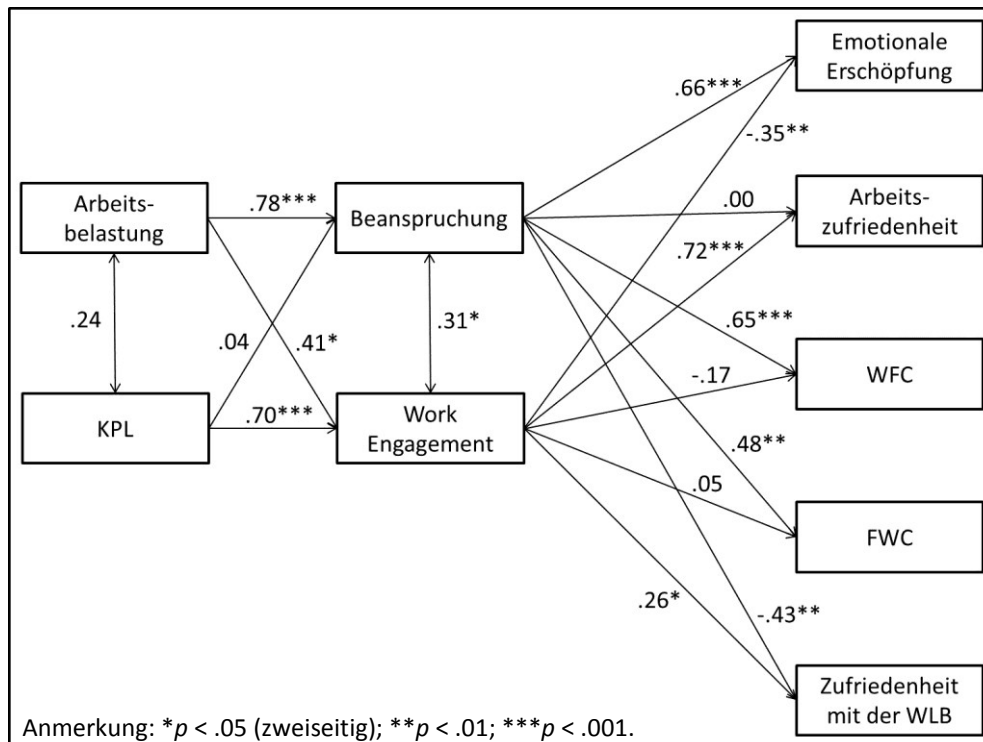 Emotionale
Erschöpfung
.66***
-.35**
Arbeits-
belastung
.78***
Beanspruchung
.00
Arbeits-
zufriedenheit
.72***
.24
.04
.41*
.31*
.65***
WFC
-.17
KPL
.70***
Work
Engagement
.48**
.05
FWC
.26*
-.43**
Zufriedenheit
mit der WLB
Anmerkung: *p < .05 (zweiseitig); **p < .01; ***p < .001.